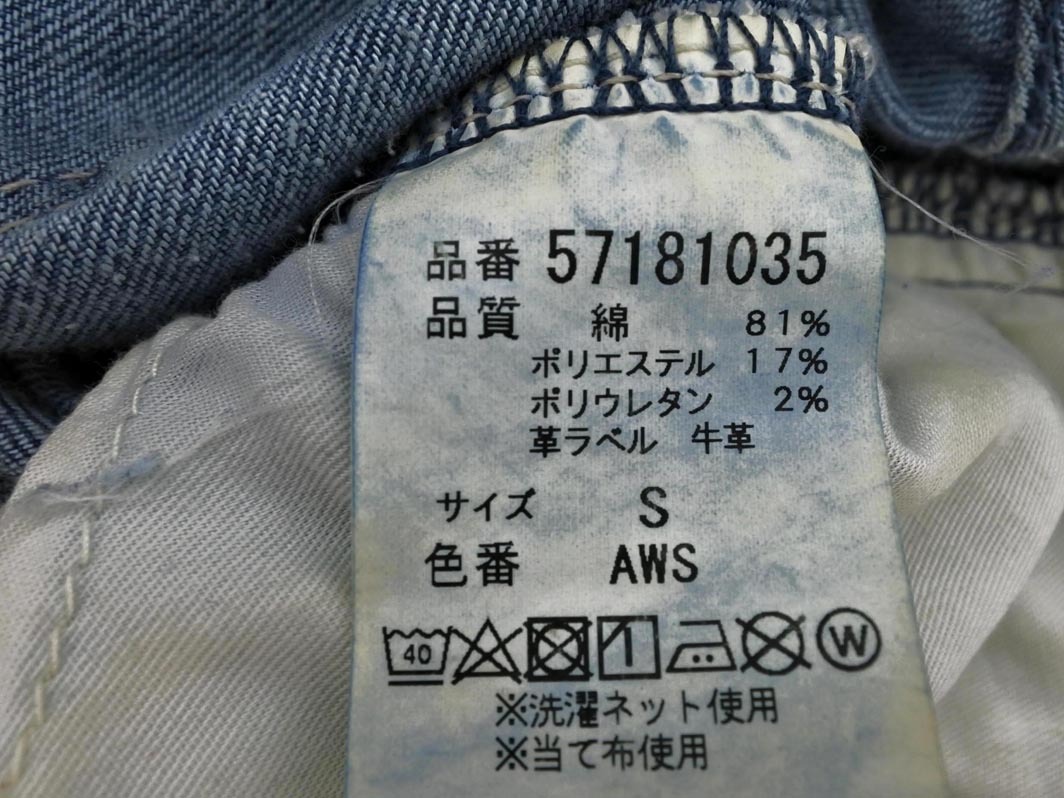 品番 57181035
品質 綿 81%
ポリエステル 17%
ポリウレタン 2%
革ラベル 牛革
サイズ S
色番 AWS
40 W
※洗濯ネット使用
※当て布使用